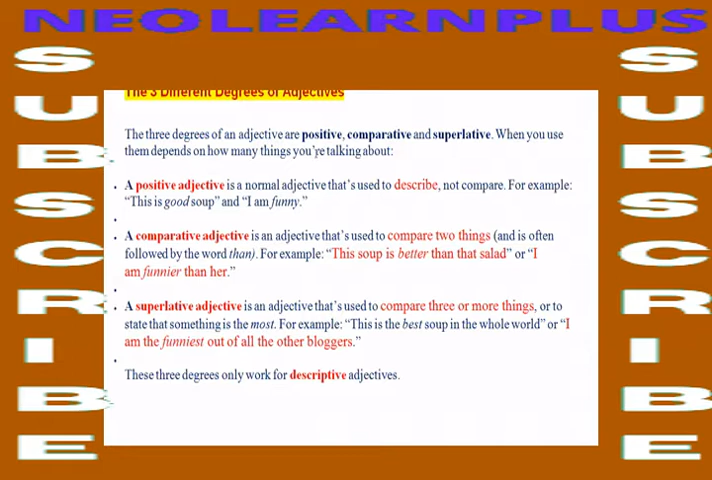 NEOLEARNPLUS
SUBSCRIBE
SUBSCRIBE
The 3 Different Degrees of Adjectives
The three degrees of an adjective are positive, comparative and superlative. When you use
them depends on how many things you're talking about:
A positive adjective is a normal adjective that's used to describe, not compare. For example:
“This is good soup” and “I am funny.”
A comparative adjective is an adjective that's used to compare two things (and is often
followed by the word than). For example: “This soup is better than that salad” or “I
am funnier than her.”
A superlative adjective is an adjective that's used to compare three or more things, or to
state that something is the most. For example: “This is the best soup in the whole world” or “I
am the funniest out of all the other bloggers.”
These three degrees only work for descriptive adjectives.